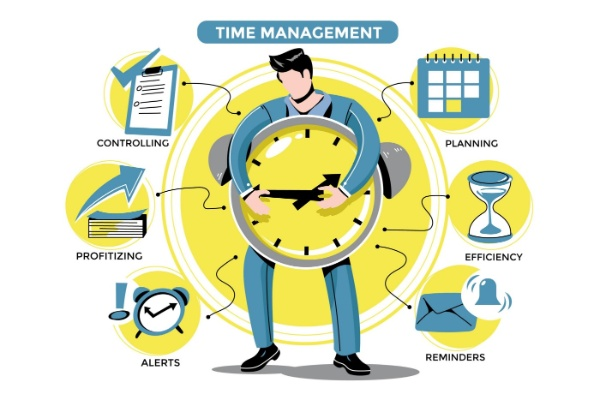 TIME MANAGEMENT
CONTROLLING
PLANNING
PROFITIZING
EFFICIENCY
ALERTS
REMINDERS